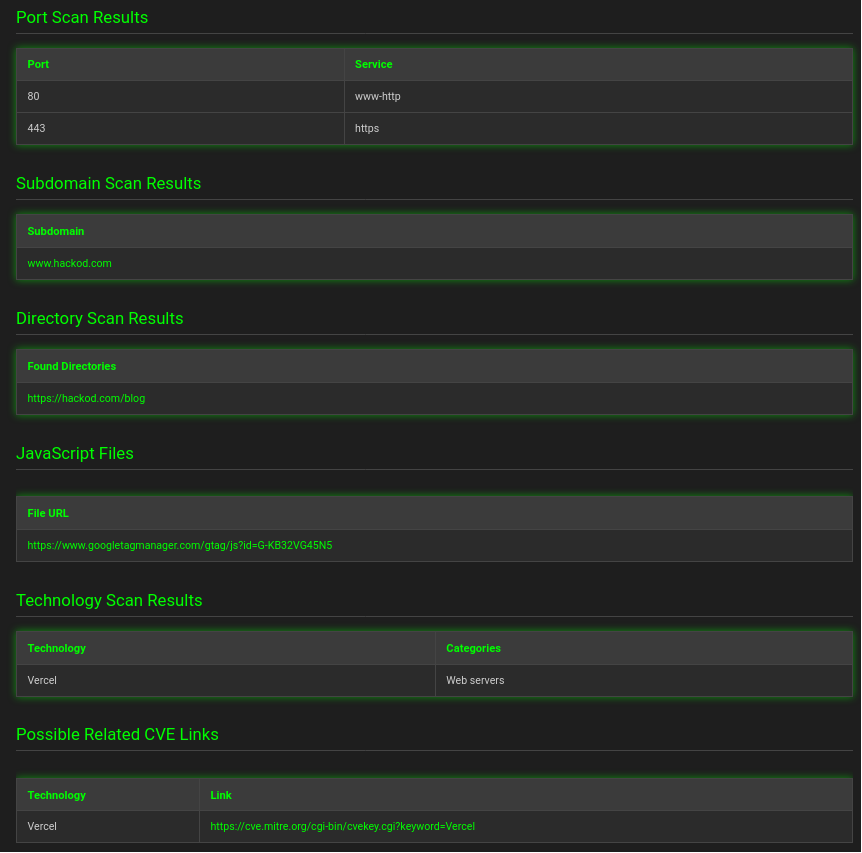 Port Scan Results
Port Service
80 www-http
443 https
Subdomain Scan Results
Subdomain
www.hackod.com
Directory Scan Results
Found Directories
https://hackod.com/blog
JavaScript Files
File URL
https://www.googletagmanager.com/gtag/js?id=G-KB32VG45N5
Technology Scan Results
Technology Categories
Vercel Web servers
Possible Related CVE Links
Technology Link
Vercel https://cve.mitre.org/cgi-bin/cvekey.cgi?keyword=Vercel